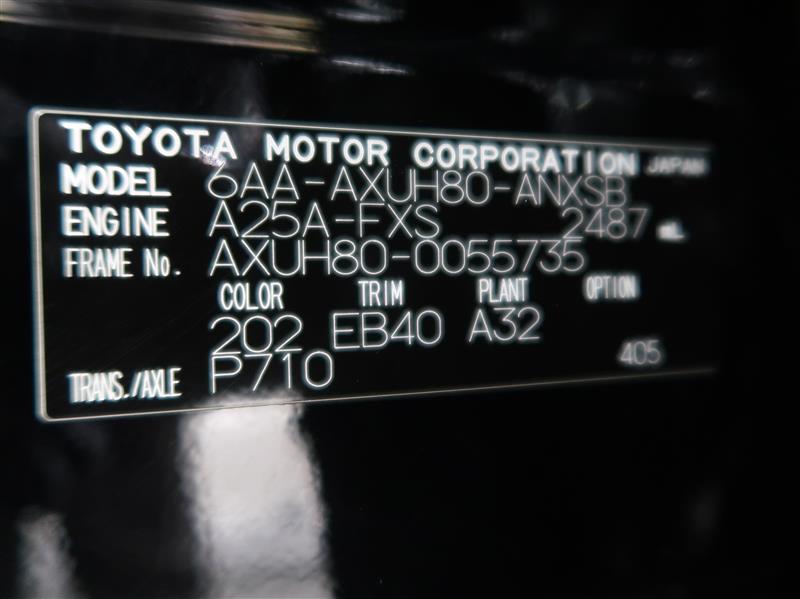 TOYOTA MOTOR CORPORATION JAPAN
MODEL 6AA-AXUH80-ANXSB
ENGINE A25A-FXS 2487 mL
FRAME No. AXUH80-0055735
COLOR TRIM PLANT OPTION
202 EB40 A32
TRANS./AXLE P710 405